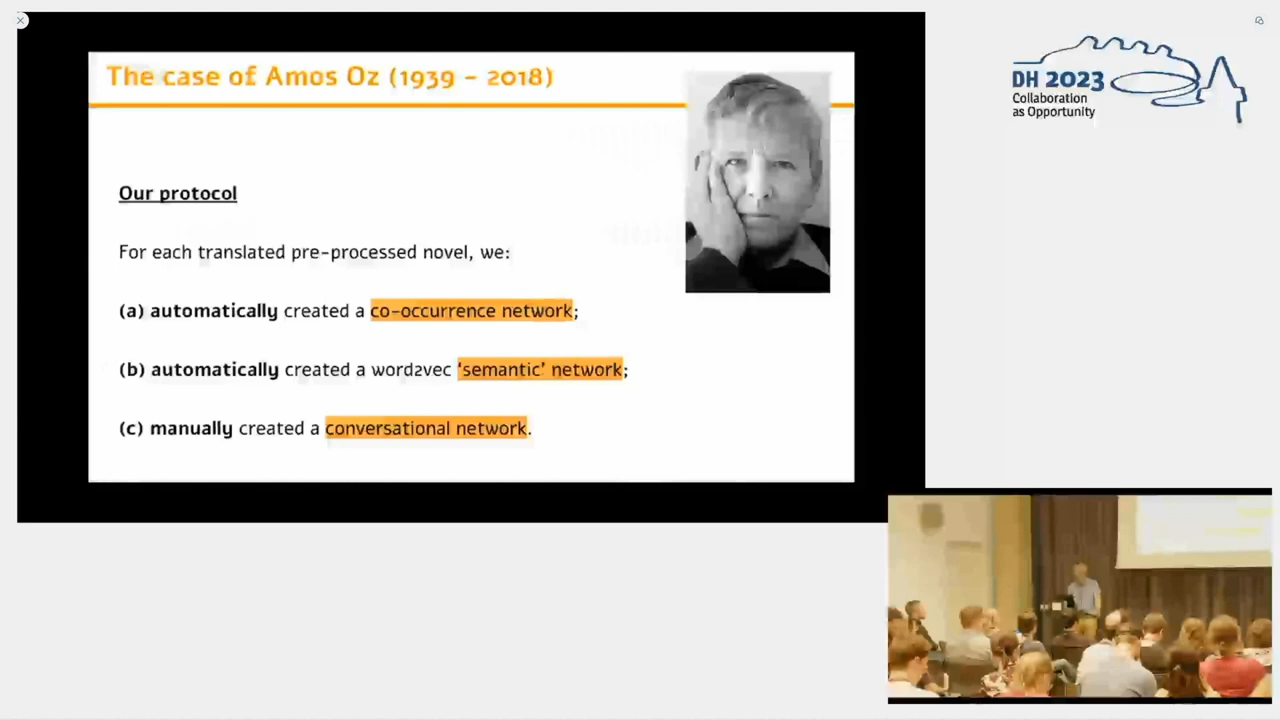 The case of Amos Oz (1939 – 2018)
Our protocol
For each translated pre-processed novel, we:
(a) automatically created a co-occurrence network;
(b) automatically created a word2vec 'semantic' network;
(c) manually created a conversational network.
DH 2023
Collaboration
as Opportunity